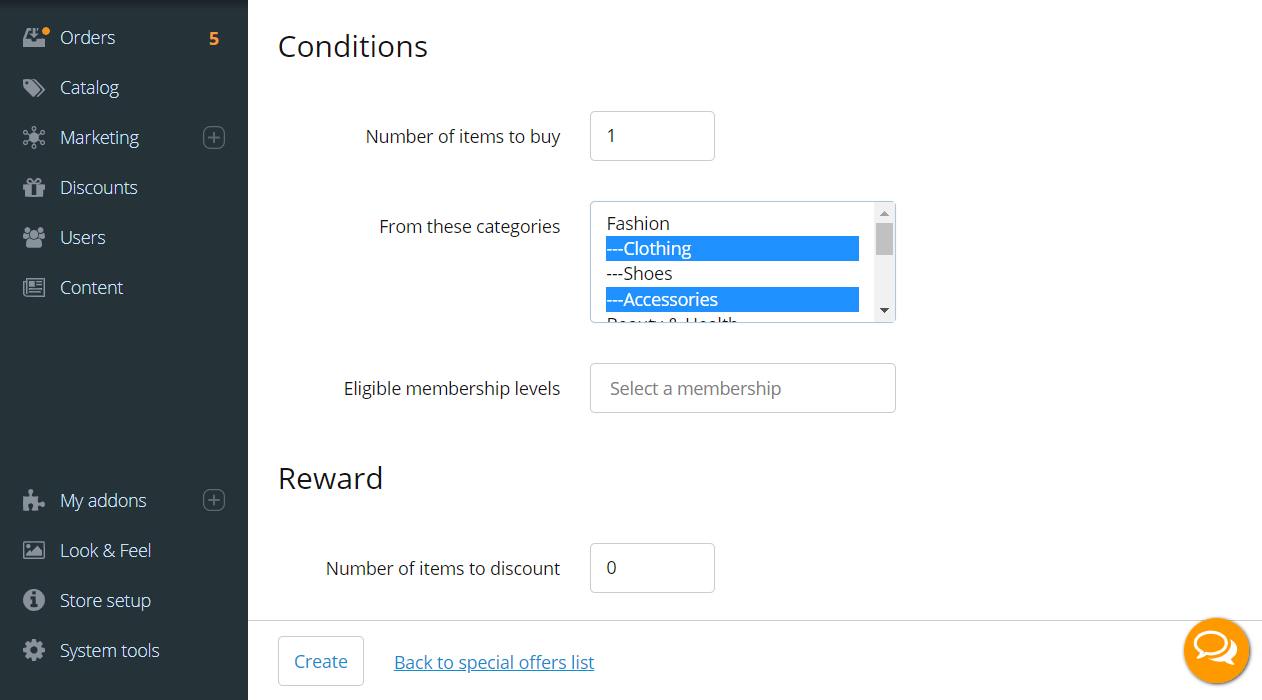 Orders 5
Catalog
Marketing
Discounts
Users
Content
My addons
Look & Feel
Store setup
System tools
Conditions
Number of items to buy 1
From these categories
Fashion
---Clothing
---Shoes
---Accessories
Beauty & Health
Eligible membership levels Select a membership
Reward
Number of items to discount 0
Create Back to special offers list